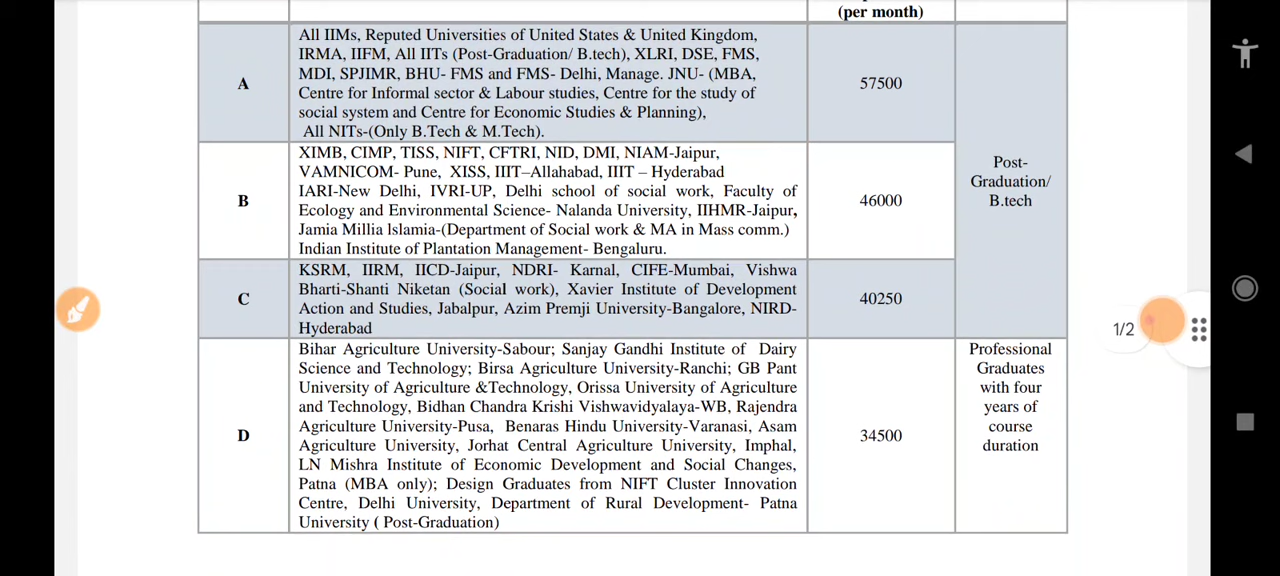 (per month)
A
All IIMs, Reputed Universities of United States & United Kingdom,
IRMA, IIFM, All IITs (Post-Graduation/ B.tech), XLRI, DSE, FMS,
MDI, SPJIMR, BHU- FMS and FMS- Delhi, Manage. JNU- (MBA,
Centre for Informal sector & Labour studies, Centre for the study of
social system and Centre for Economic Studies & Planning),
All NITs-(Only B.Tech & M.Tech).
57500
B
XIMB, CIMP, TISS, NIFT, CFTRI, NID, DMI, NIAM-Jaipur,
VAMNICOM- Pune, XISS, IIIT–Allahabad, IIIT – Hyderabad
IARI-New Delhi, IVRI-UP, Delhi school of social work, Faculty of
Ecology and Environmental Science- Nalanda University, IIHMR-Jaipur,
Jamia Millia lslamia-(Department of Social work & MA in Mass comm.)
Indian Institute of Plantation Management- Bengaluru.
46000
Post-
Graduation/
B.tech
C
KSRM, IIRM, IICD-Jaipur, NDRI- Karnal, CIFE-Mumbai, Vishwa
Bharti-Shanti Niketan (Social work), Xavier Institute of Development
Action and Studies, Jabalpur, Azim Premji University-Bangalore, NIRD-
Hyderabad
40250
D
Bihar Agriculture University-Sabour; Sanjay Gandhi Institute of Dairy
Science and Technology; Birsa Agriculture University-Ranchi; GB Pant
University of Agriculture &Technology, Orissa University of Agriculture
and Technology, Bidhan Chandra Krishi Vishwavidyalaya-WB, Rajendra
Agriculture University-Pusa, Benaras Hindu University-Varanasi, Asam
Agriculture University, Jorhat Central Agriculture University, Imphal,
LN Mishra Institute of Economic Development and Social Changes,
Patna (MBA only); Design Graduates from NIFT Cluster Innovation
Centre, Delhi University, Department of Rural Development- Patna
University ( Post-Graduation)
34500
Professional
Graduates
with four
years of
course
duration
1/2